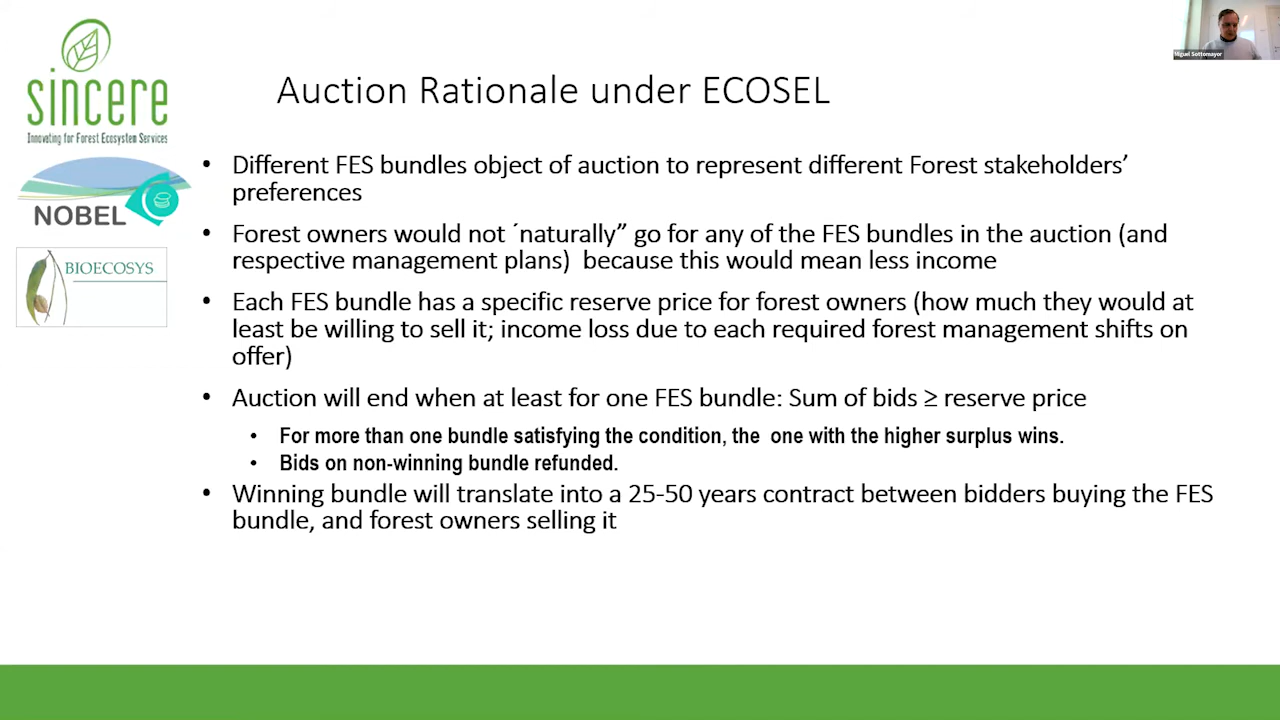 Miguel Sottomayor
sincere
Innovating for Forest Ecosystem Services
Auction Rationale under ECOSEL
NOBEL
BIOECOSYS
• Different FES bundles object of auction to represent different Forest stakeholders’
preferences
• Forest owners would not ´naturally” go for any of the FES bundles in the auction (and
respective management plans) because this would mean less income
• Each FES bundle has a specific reserve price for forest owners (how much they would at
least be willing to sell it; income loss due to each required forest management shifts on
offer)
• Auction will end when at least for one FES bundle: Sum of bids ≥ reserve price
• For more than one bundle satisfying the condition, the one with the higher surplus wins.
• Bids on non-winning bundle refunded.
• Winning bundle will translate into a 25-50 years contract between bidders buying the FES
bundle, and forest owners selling it